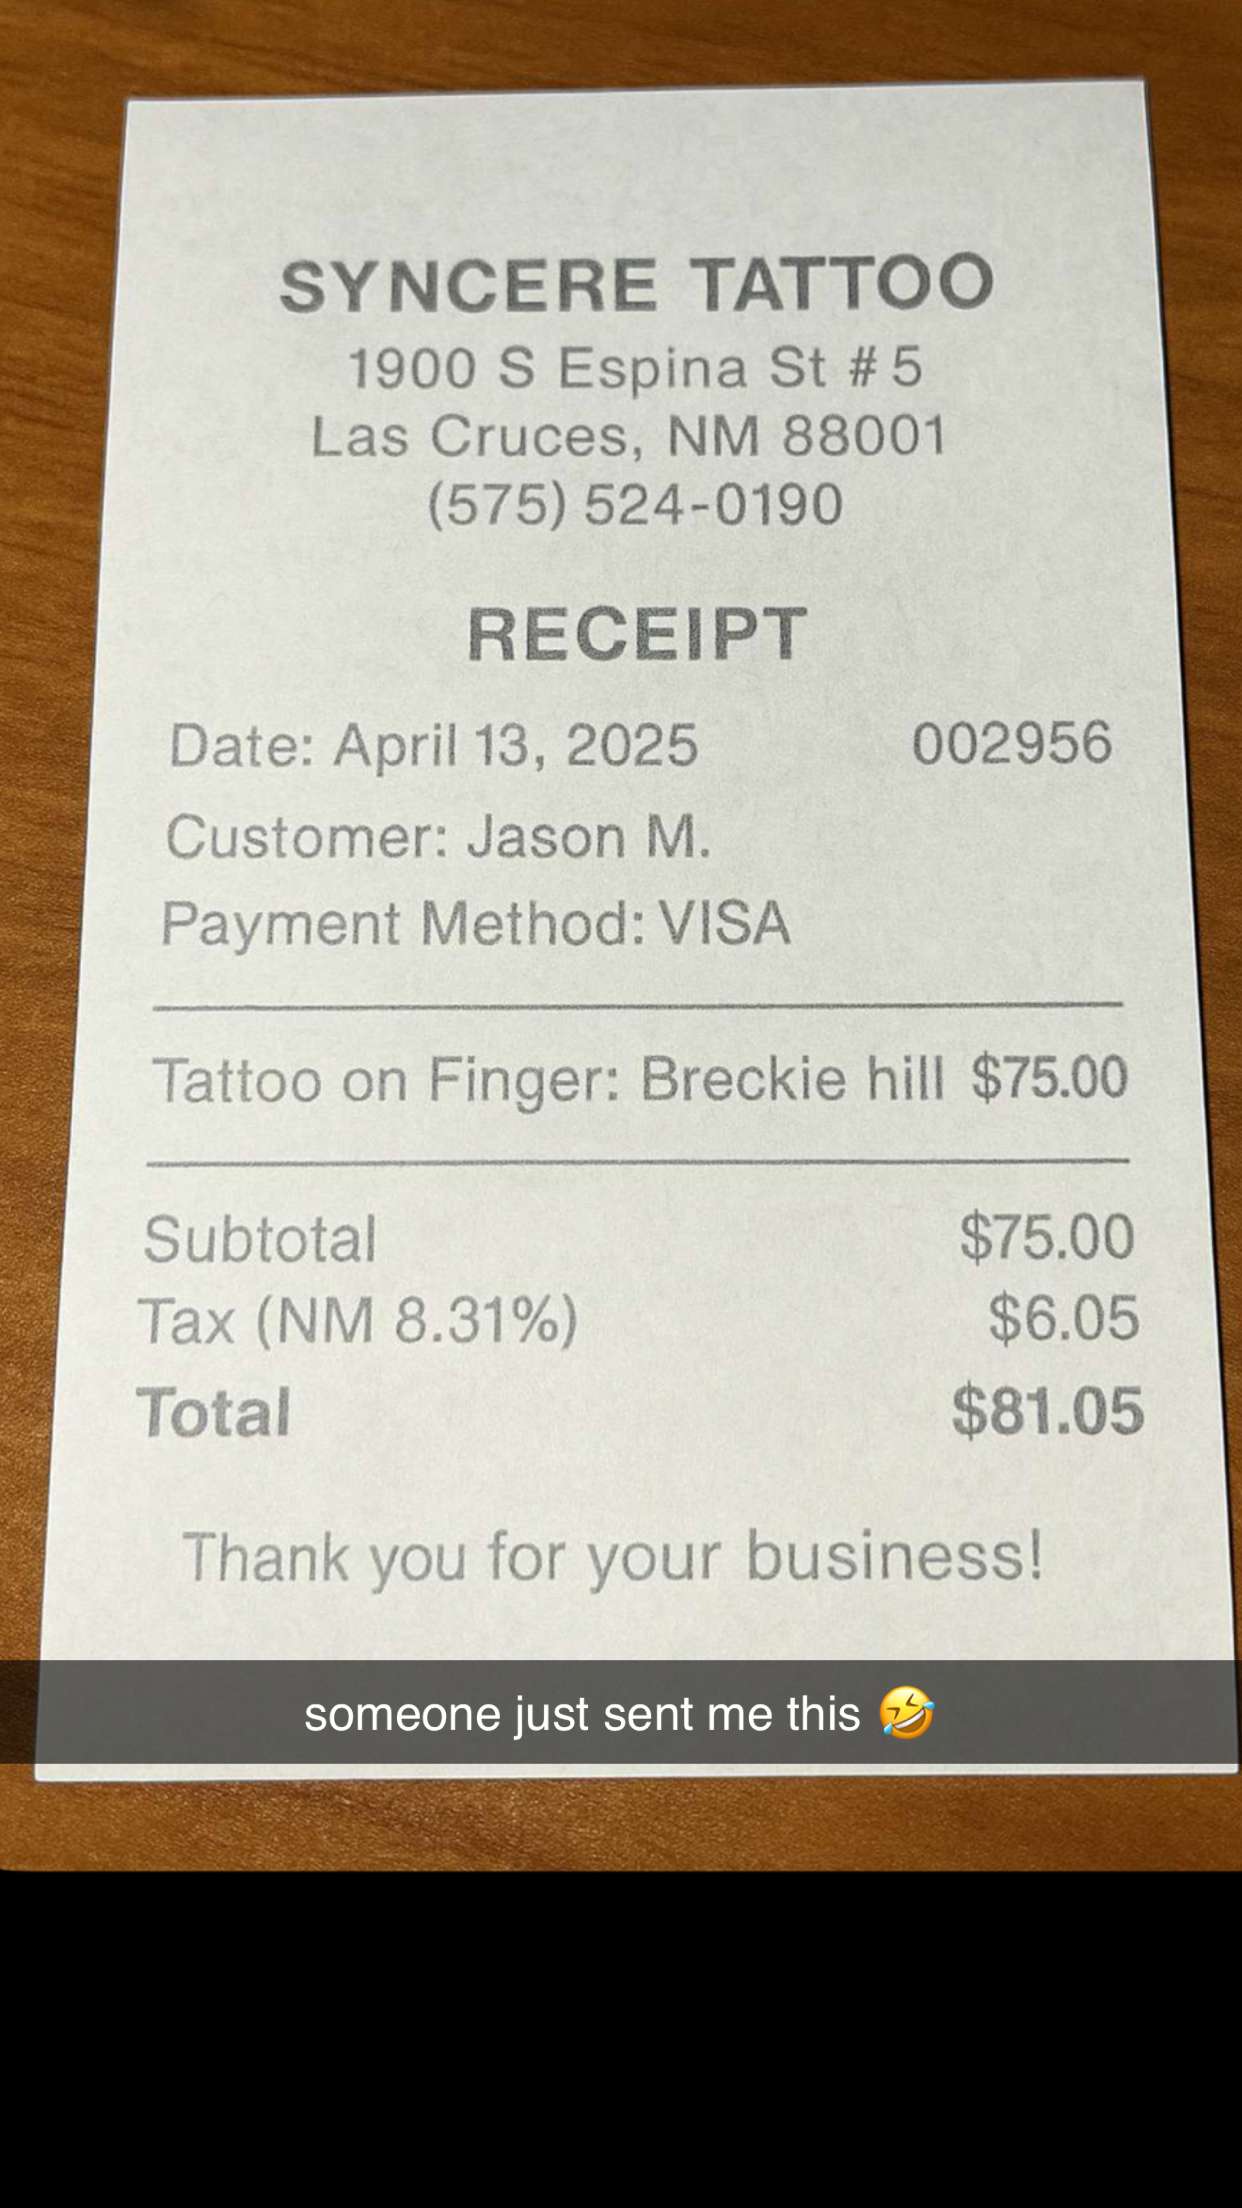 SYNCERE TATTOO
1900 S Espina St #5
Las Cruces, NM 88001
(575) 524-0190
RECEIPT
Date: April 13, 2025 002956
Customer: Jason M.
Payment Method: VISA
Tattoo on Finger: Breckie hill $75.00
Subtotal $75.00
Tax (NM 8.31%) $6.05
Total $81.05
Thank you for your business!
someone just sent me this 🤣